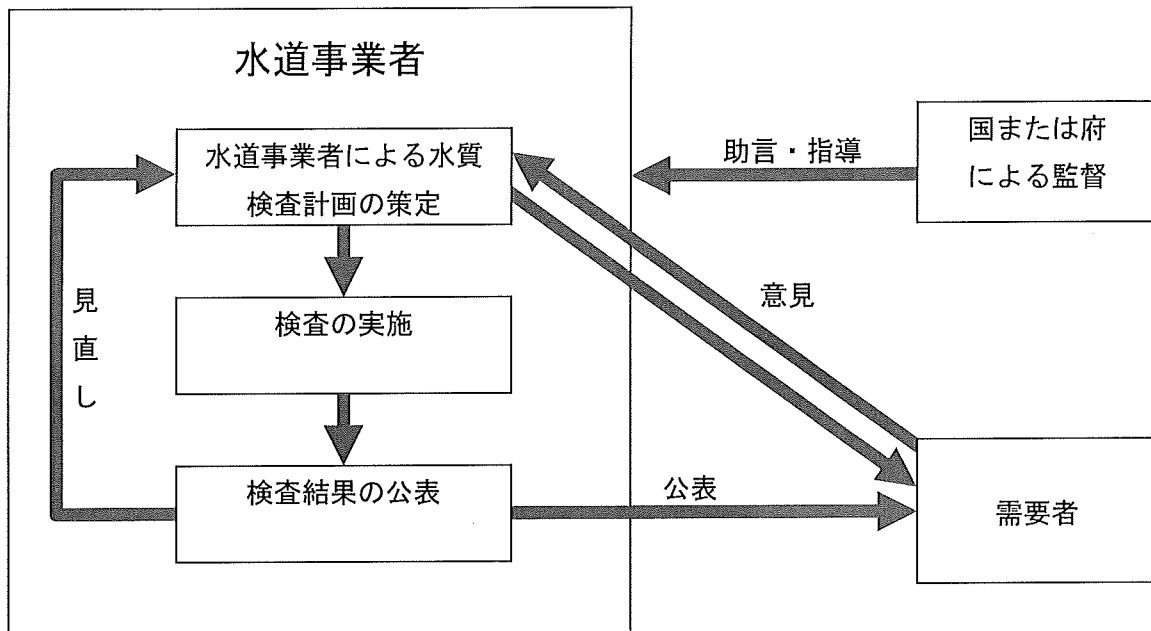 水道事業者
水道事業者による水質
検査計画の策定
検査の実施
検査結果の公表
見直し
助言・指導
国または府
による監督
意見
公表
需要者